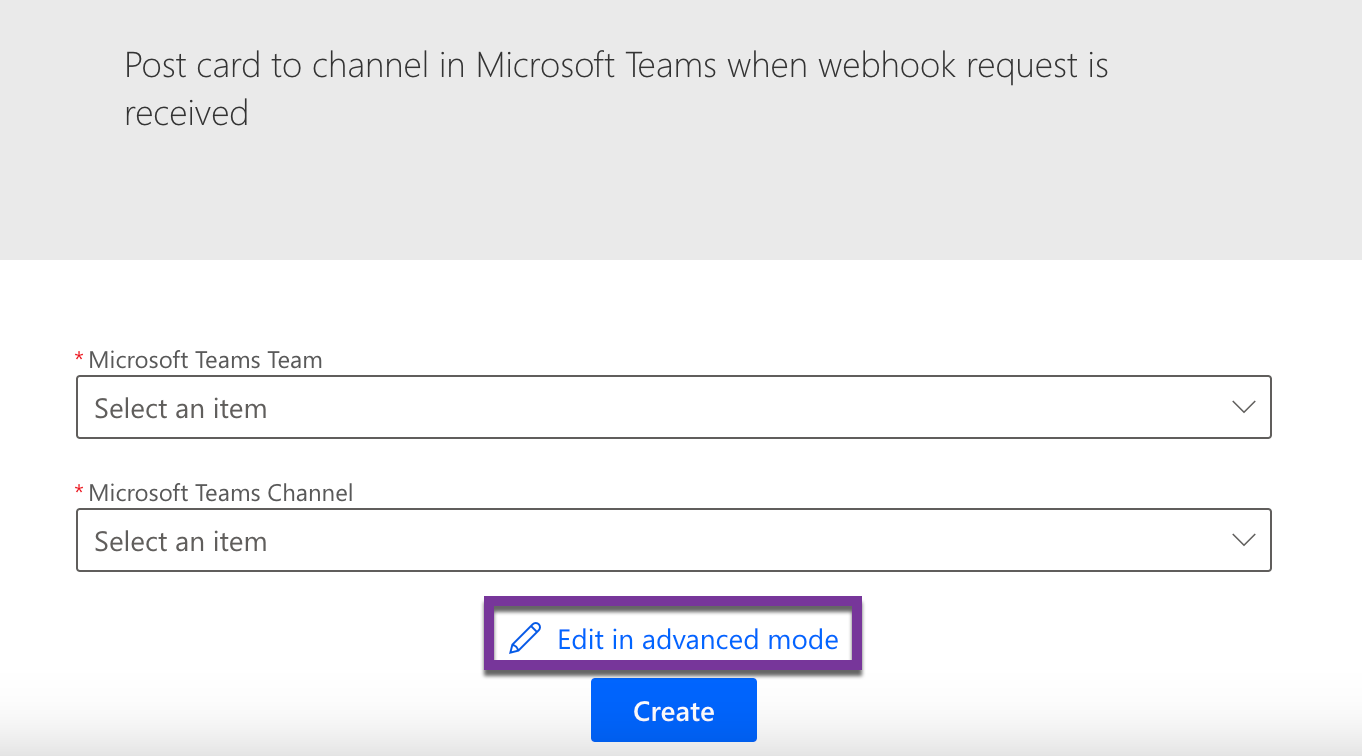 Post card to channel in Microsoft Teams when webhook request is
received
* Microsoft Teams Team
Select an item
* Microsoft Teams Channel
Select an item
Edit in advanced mode
Create